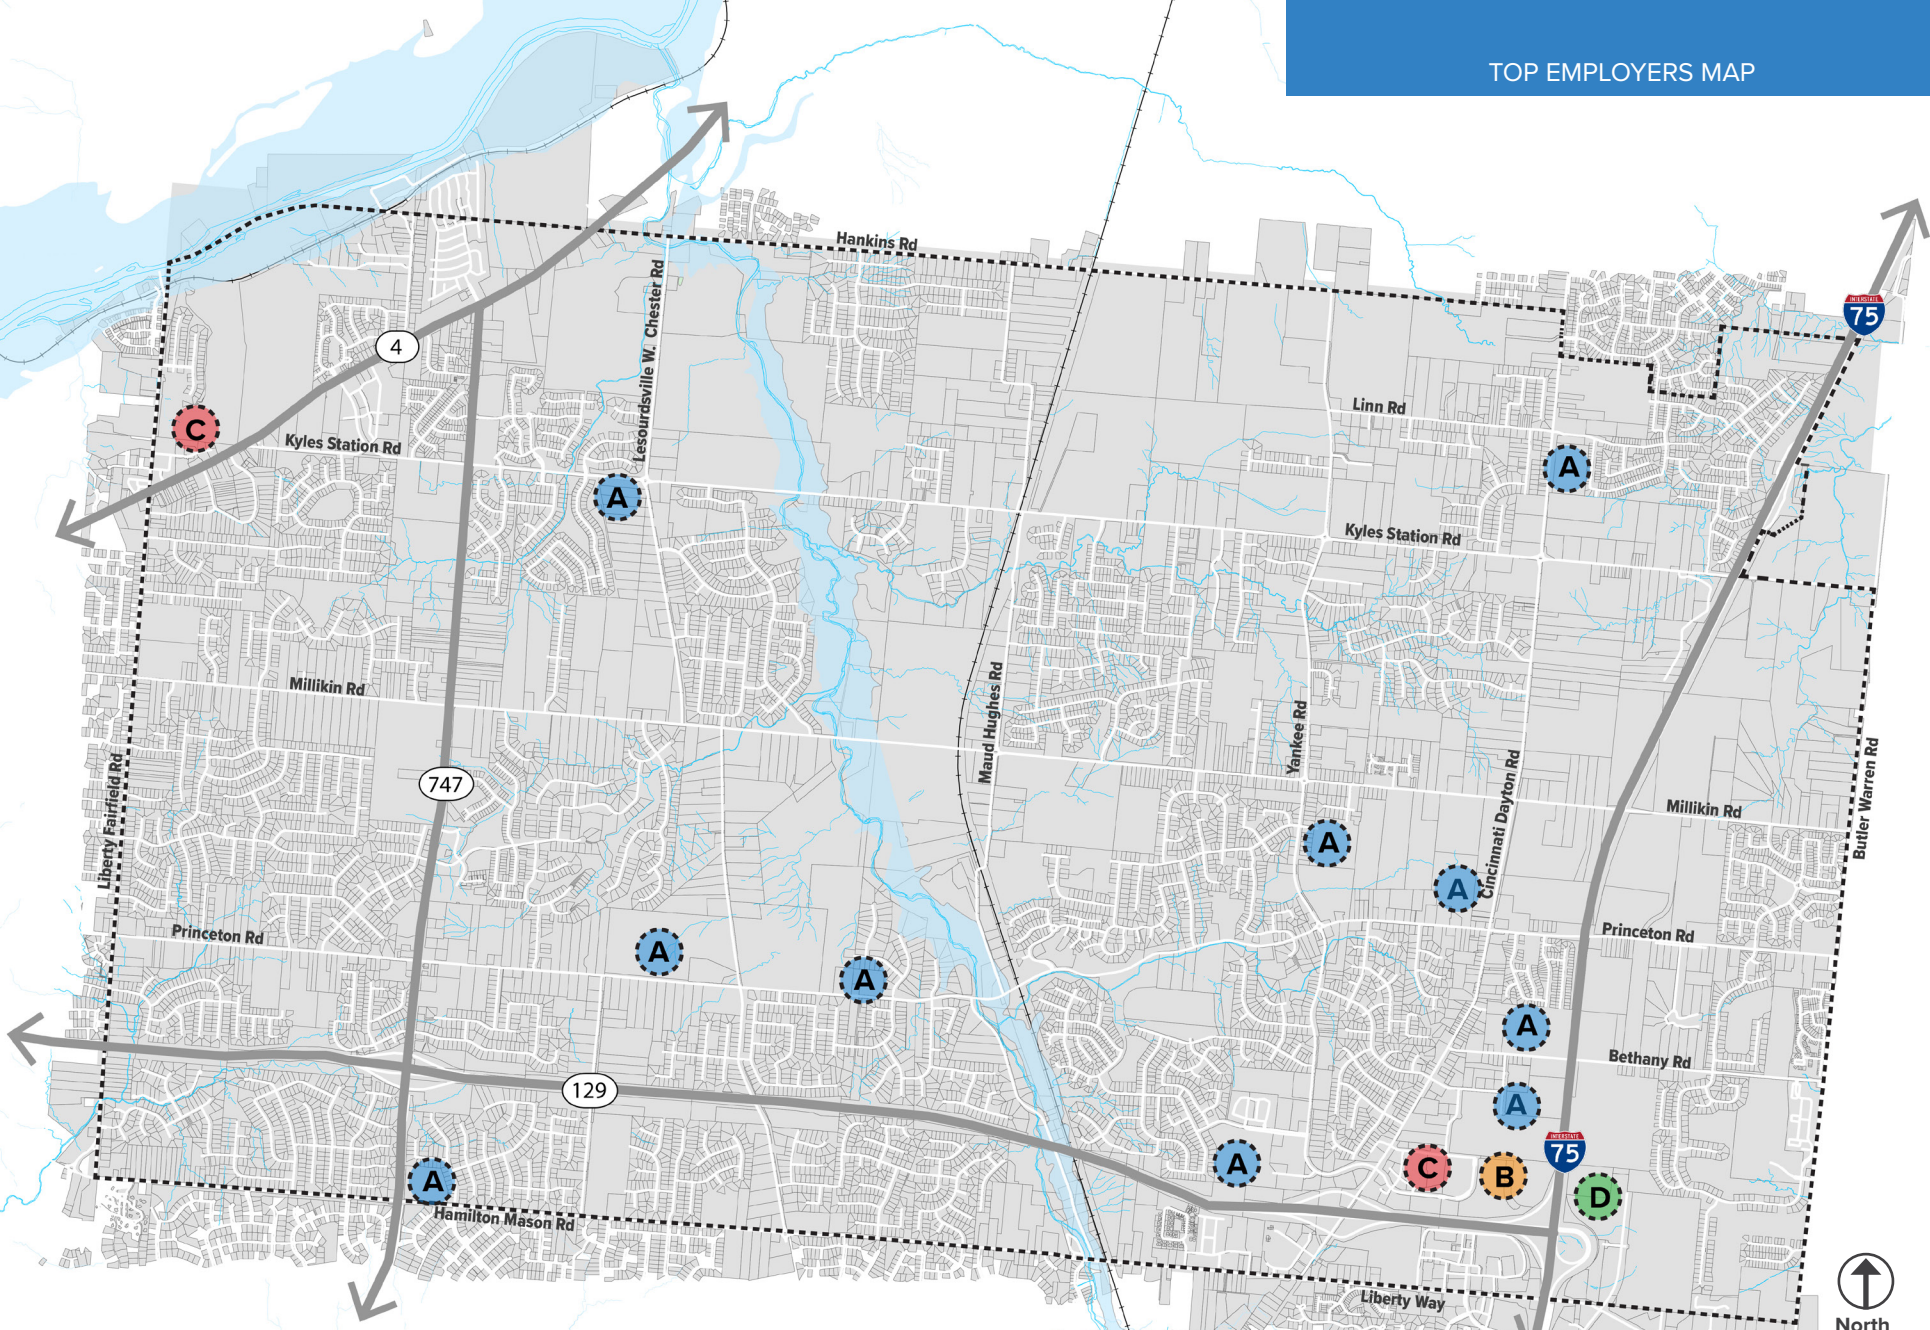 TOP EMPLOYERS MAP
Hankins Rd
INTERSTATE
75
4
Lesourdsville W. Chester Rd
Linn Rd
C
Kyles Station Rd
A
A
Kyles Station Rd
Millikin Rd
Maud Hughes Rd
Yankee Rd
Cincinnati Dayton Rd
Butler Warren Rd
747
Liberty Fairfield Rd
Millikin Rd
A
A
Princeton Rd
Princeton Rd
A
A
A
Bethany Rd
129
A
INTERSTATE
75
A
A
C
B
D
Hamilton Mason Rd
Liberty Way
North